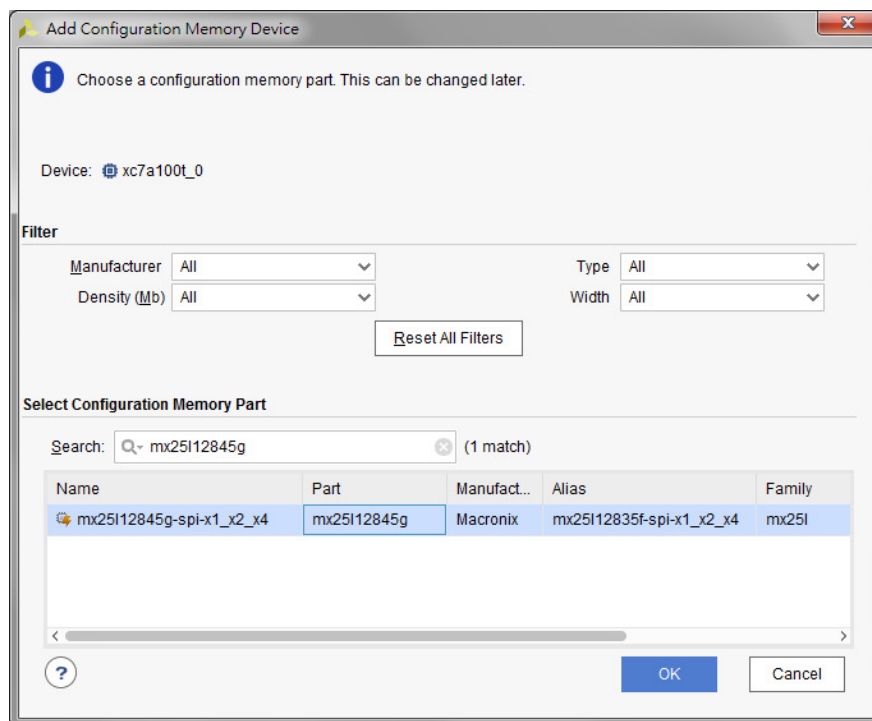 Add Configuration Memory Device
Choose a configuration memory part. This can be changed later.
Device: xc7a100t_0
Filter
Manufacturer All Type All
Density (Mb) All Width All
Reset All Filters
Select Configuration Memory Part
Search: mx25l12845g (1 match)
Name Part Manufact... Alias Family
mx25l12845g-spi-x1_x2_x4 mx25l12845g Macronix mx25l12835f-spi-x1_x2_x4 mx25l
? OK Cancel